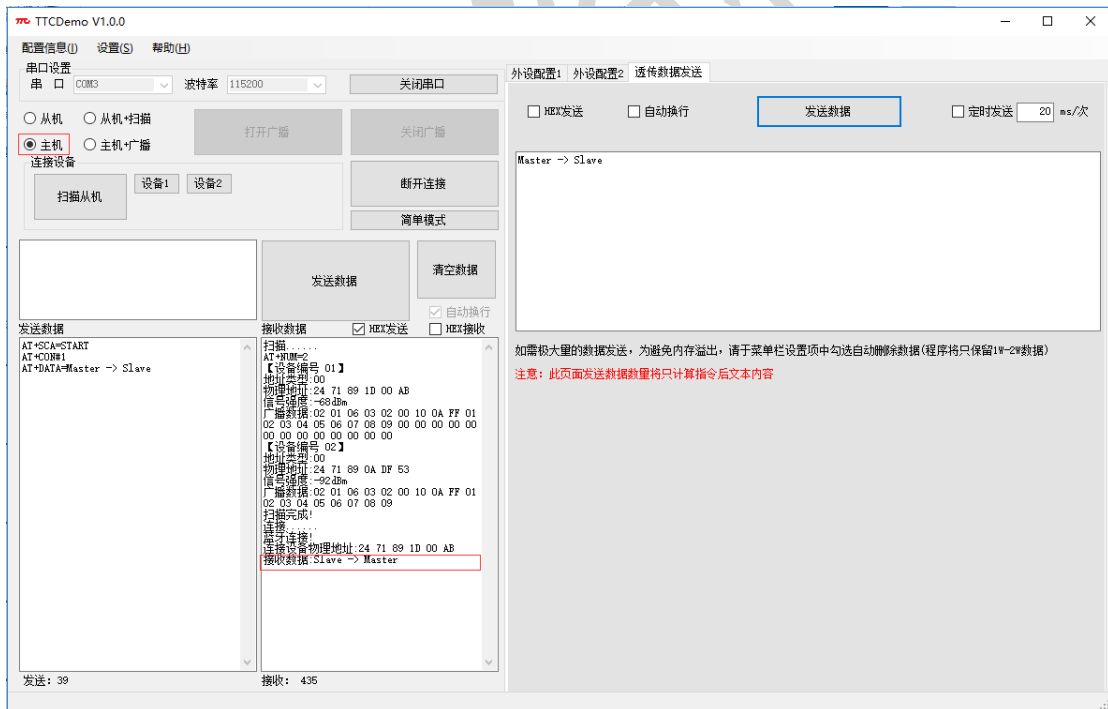 TTCDemo V1.0.0
配置信息(I) 设置(S) 帮助(H)
串口设置
串 口 COM3 波特率 115200 关闭串口
从机 从机+扫描 打开广播 关闭广播
主机 主机+广播
连接设备
扫描从机 设备1 设备2 断开连接
简单模式
发送数据 清空数据
自动换行
发送数据 接收数据 HEX发送 HEX接收
AT+SCA=START
AT+CON#1
AT+DATA=Master -> Slave
扫描......
AT+NUM=2
【设备编号 01】
地址类型:00
物理地址:24 71 89 1D 00 AB
信号强度:-68dBm
广播数据:02 01 06 03 02 00 10 0A FF 01
02 03 04 05 06 07 08 09 00 00 00 00 00
00 00 00 00 00 00 00 00
【设备编号 02】
地址类型:00
物理地址:24 71 89 0A DF 53
信号强度:-92dBm
广播数据:02 01 06 03 02 00 10 0A FF 01
02 03 04 05 06 07 08 09
扫描完成!
连接......
蓝牙连接!
连接设备物理地址:24 71 89 1D 00 AB
接收数据:Slave -> Master
发送: 39 接收: 435
外设配置1 外设配置2 透传数据发送
HEX发送 自动换行 发送数据 定时发送 20 ms/次
Master -> Slave
如需极大量的数据发送，为避免内存溢出，请于菜单栏设置项中勾选自动删除数据(程序将只保留1W-2W数据)
注意: 此页面发送数据数量将只计算指令后文本内容